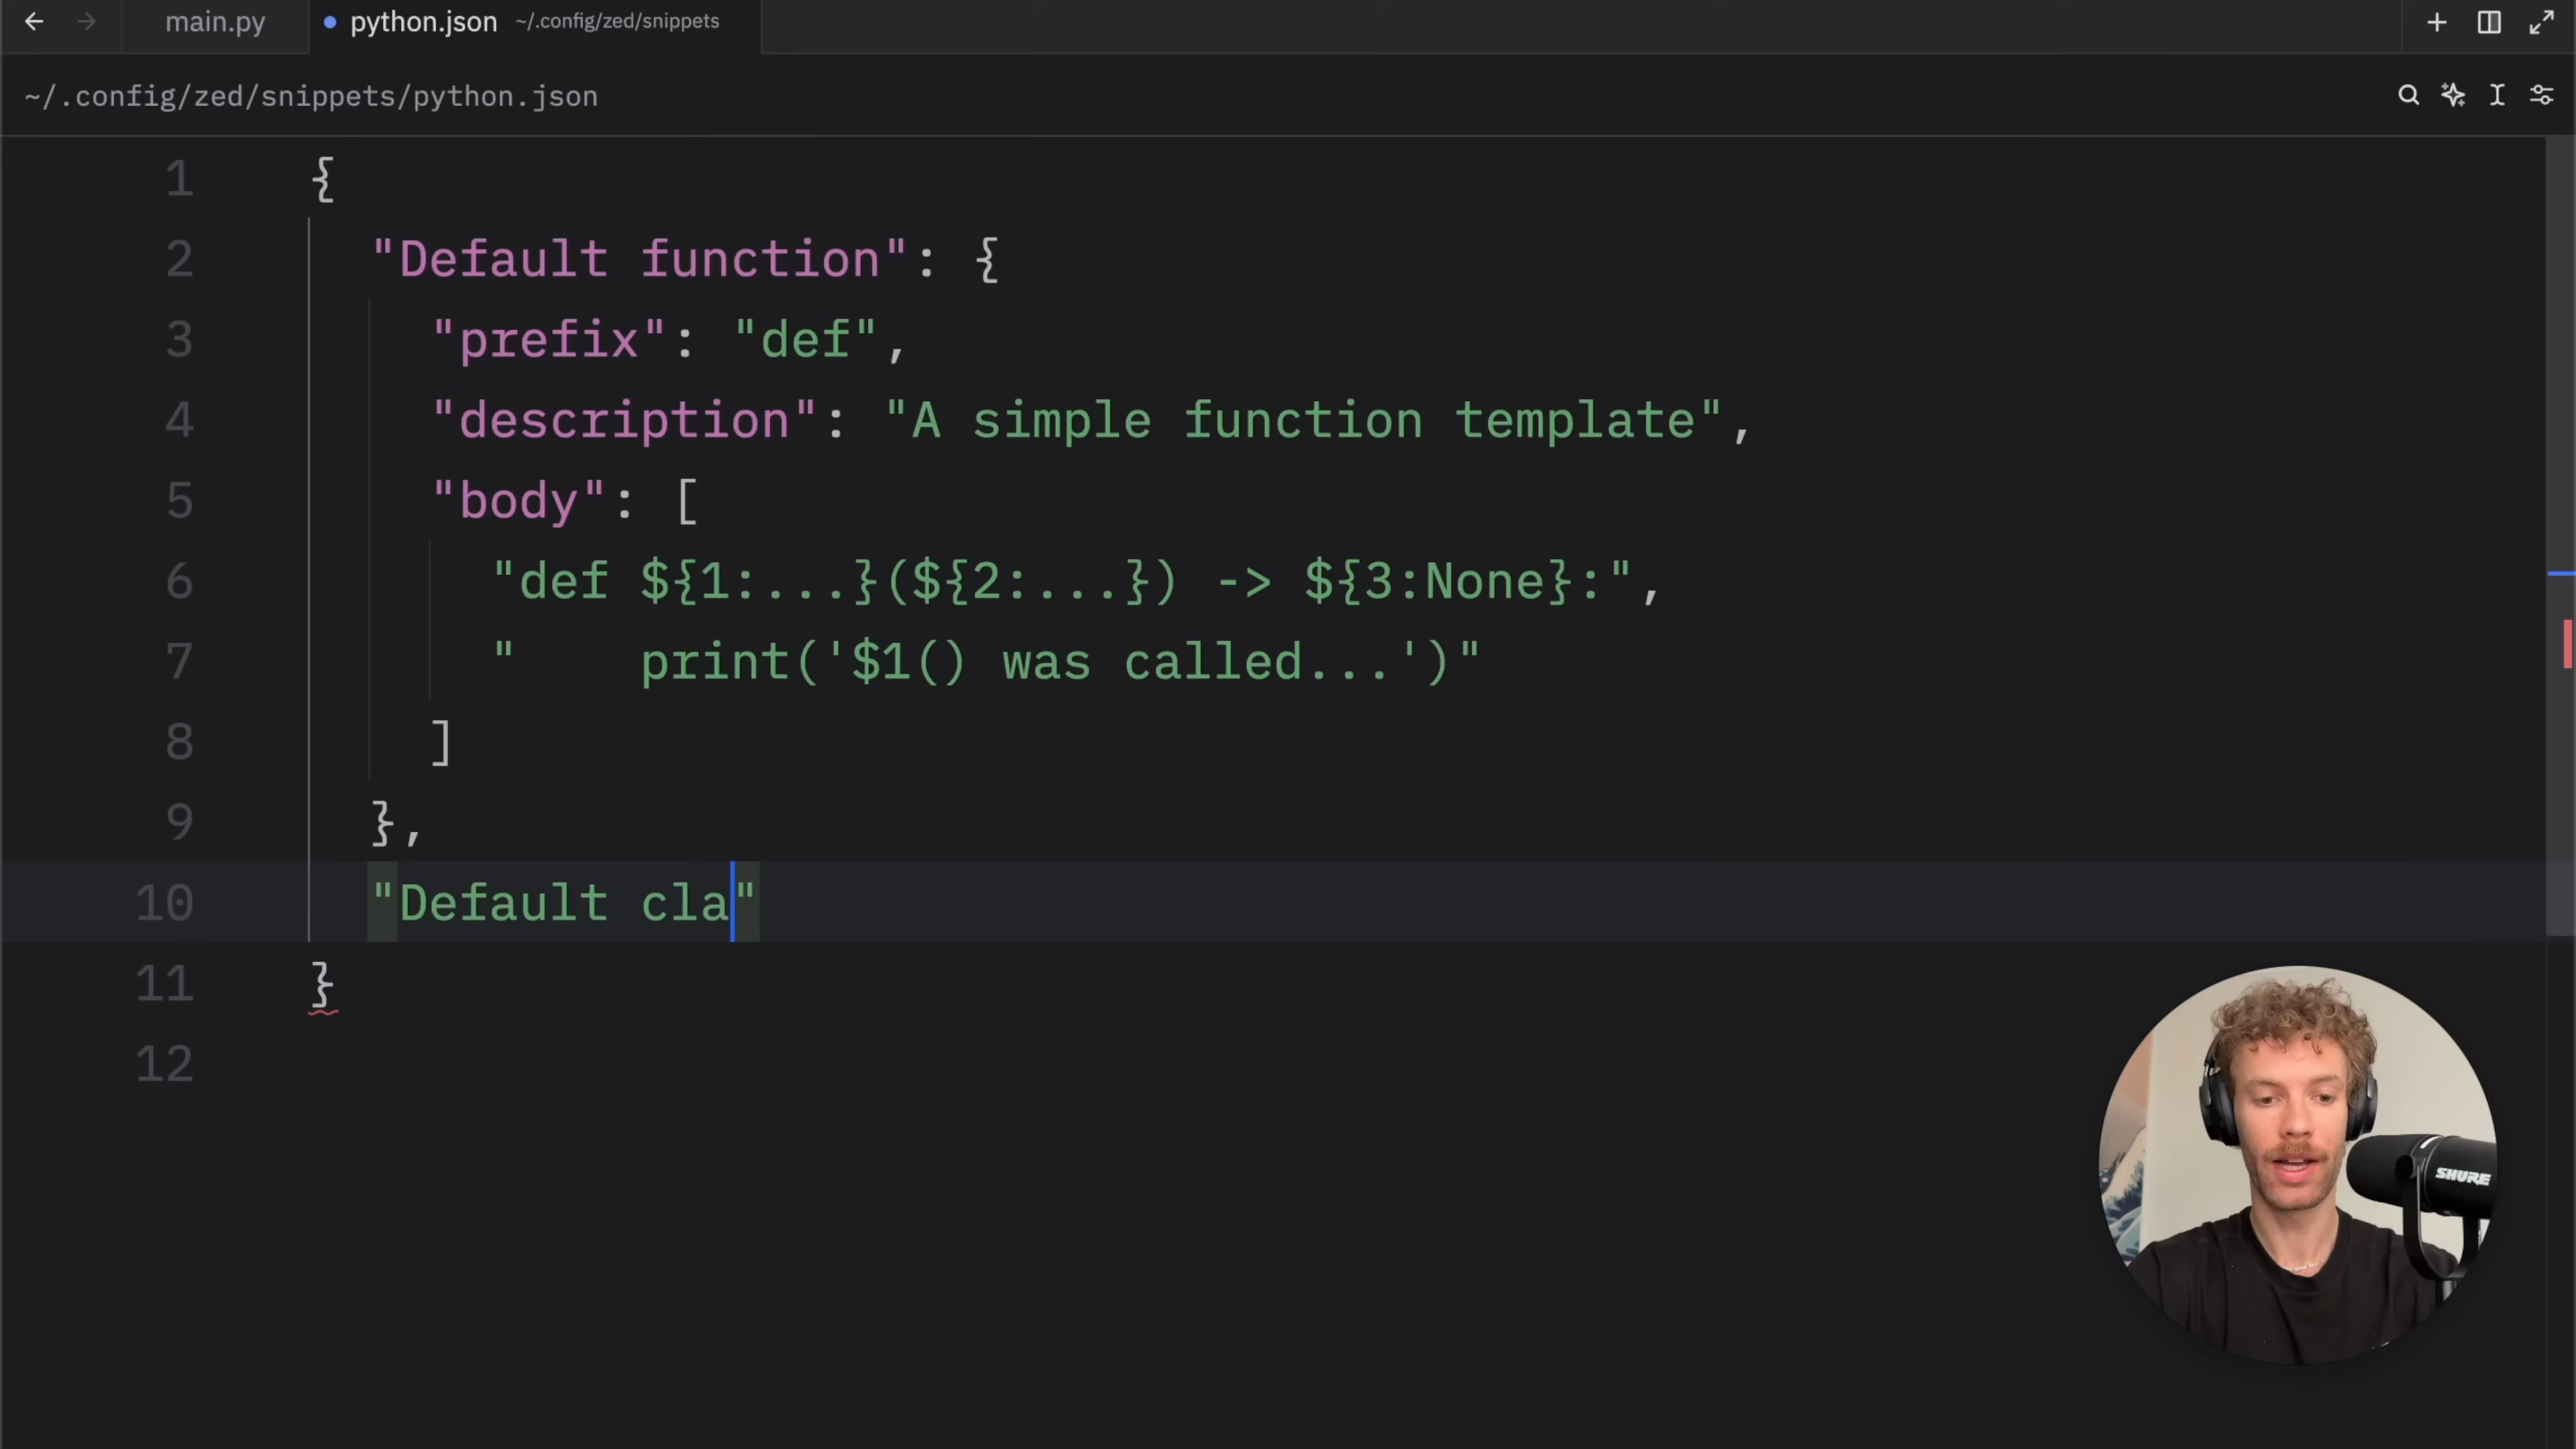 main.py python.json ~/.config/zed/snippets
~/.config/zed/snippets/python.json
1 {
2 "Default function": {
3 "prefix": "def",
4 "description": "A simple function template",
5 "body": [
6 "def ${1:...}(${2:...}) -> ${3:None}:",
7 "    print('$1() was called...')"
8 ]
9 },
10 "Default cla"
11 }
12
SHURE